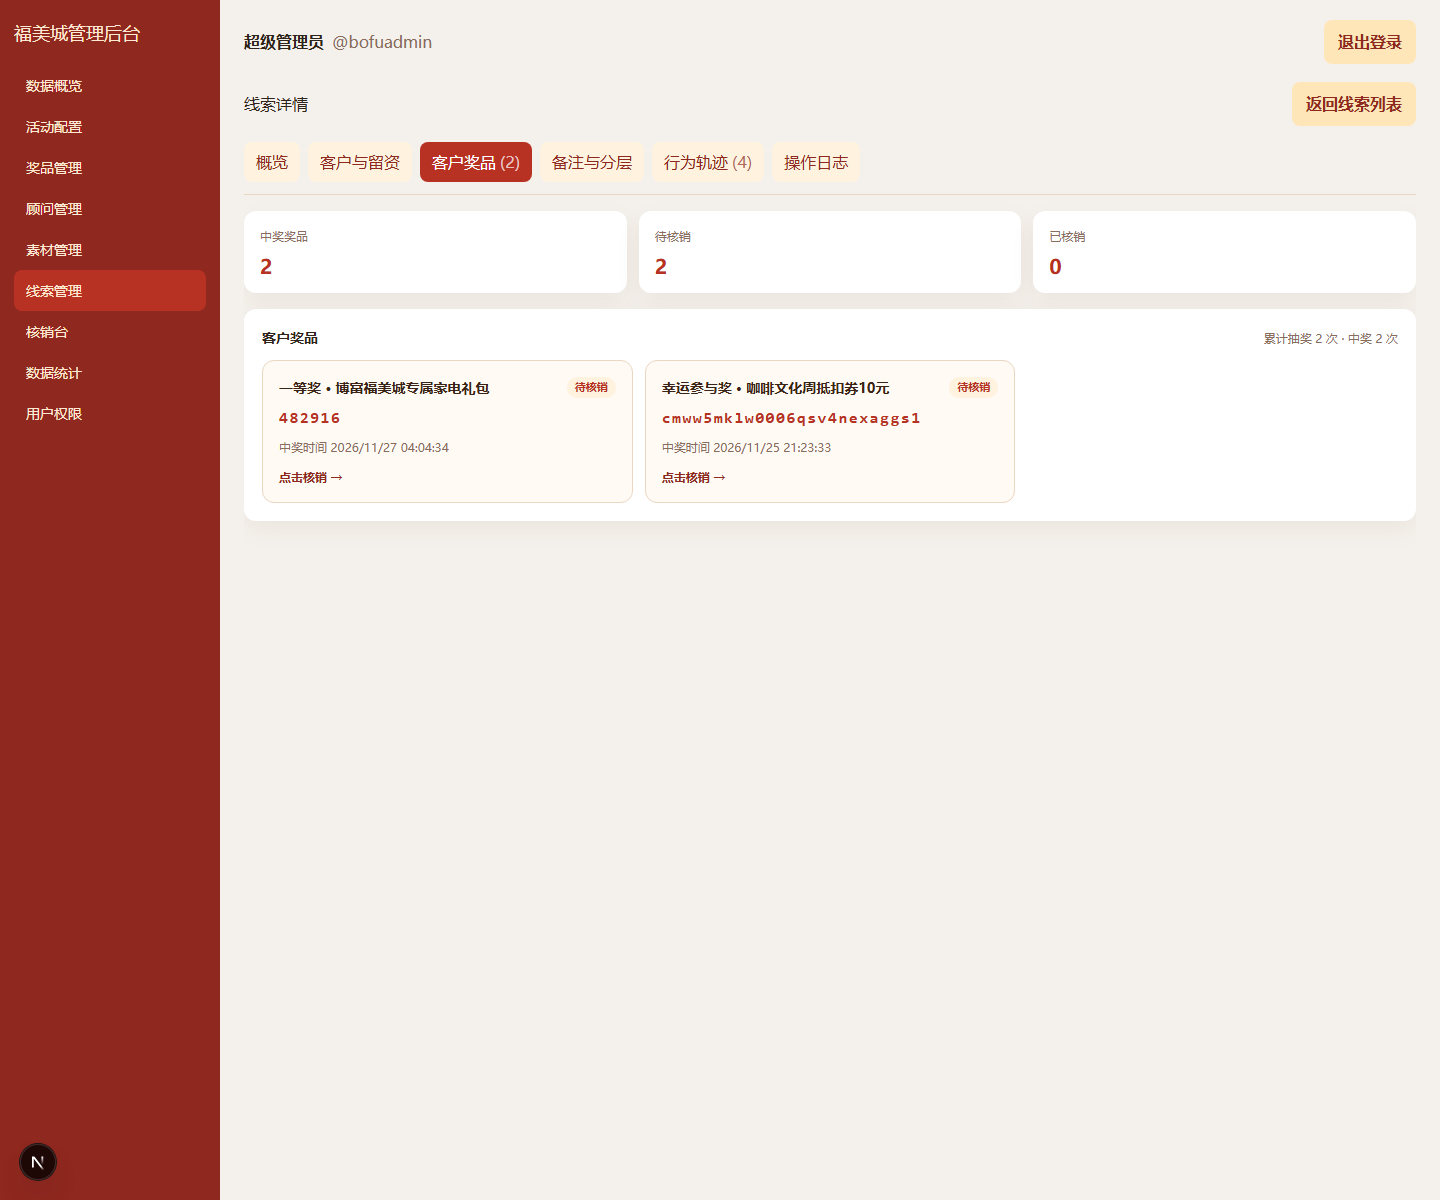 福美城管理后台
数据概览
活动配置
奖品管理
顾问管理
素材管理
线索管理
核销台
数据统计
用户权限
N
超级管理员 @bofuadmin
退出登录
线索详情
返回线索列表
概览
客户与留资
客户奖品 (2)
备注与分层
行为轨迹 (4)
操作日志
中奖奖品
2
待核销
2
已核销
0
客户奖品
累计抽奖 2 次 · 中奖 2 次
一等奖 • 博富福美城专属家电礼包
待核销
482916
中奖时间 2026/11/27 04:04:34
点击核销 →
幸运参与奖 • 咖啡文化周抵扣券10元
待核销
cmww5mklw0006qsv4nexaggs1
中奖时间 2026/11/25 21:23:33
点击核销 →